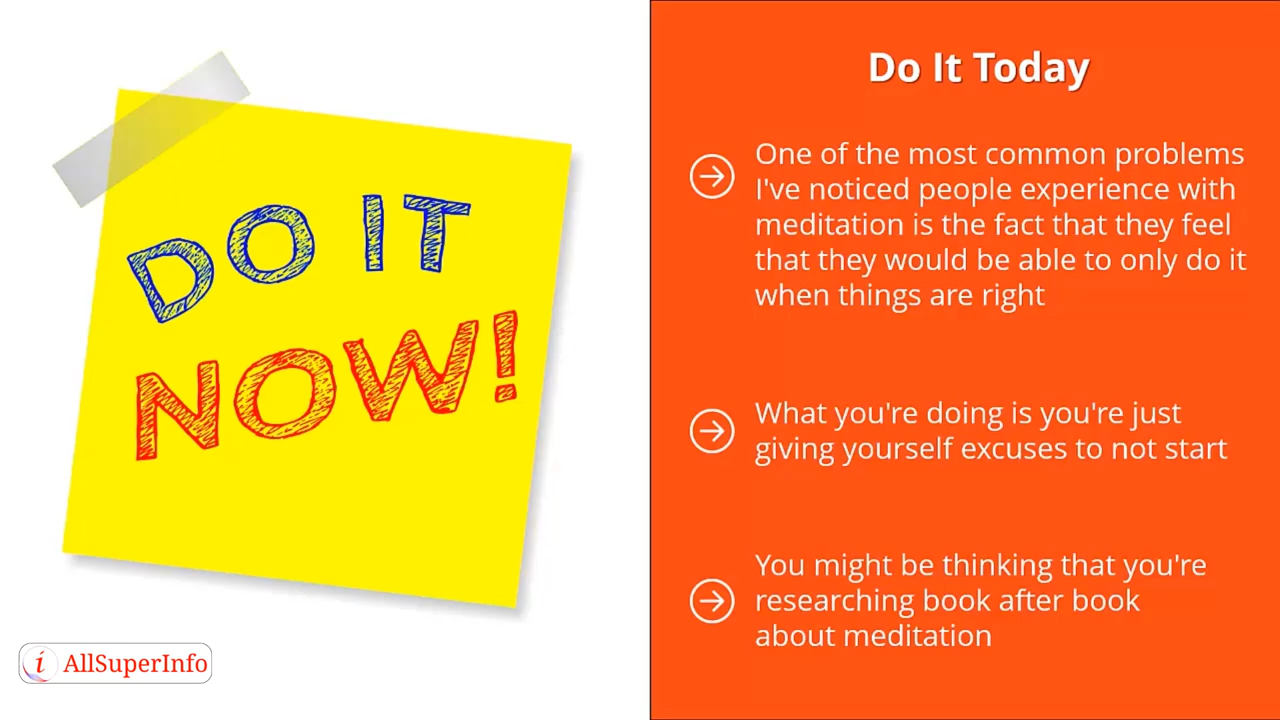 DO IT
NOW!
i AllSuperInfo
Do It Today
One of the most common problems
I've noticed people experience with
meditation is the fact that they feel
that they would be able to only do it
when things are right
What you're doing is you're just
giving yourself excuses to not start
You might be thinking that you're
researching book after book
about meditation